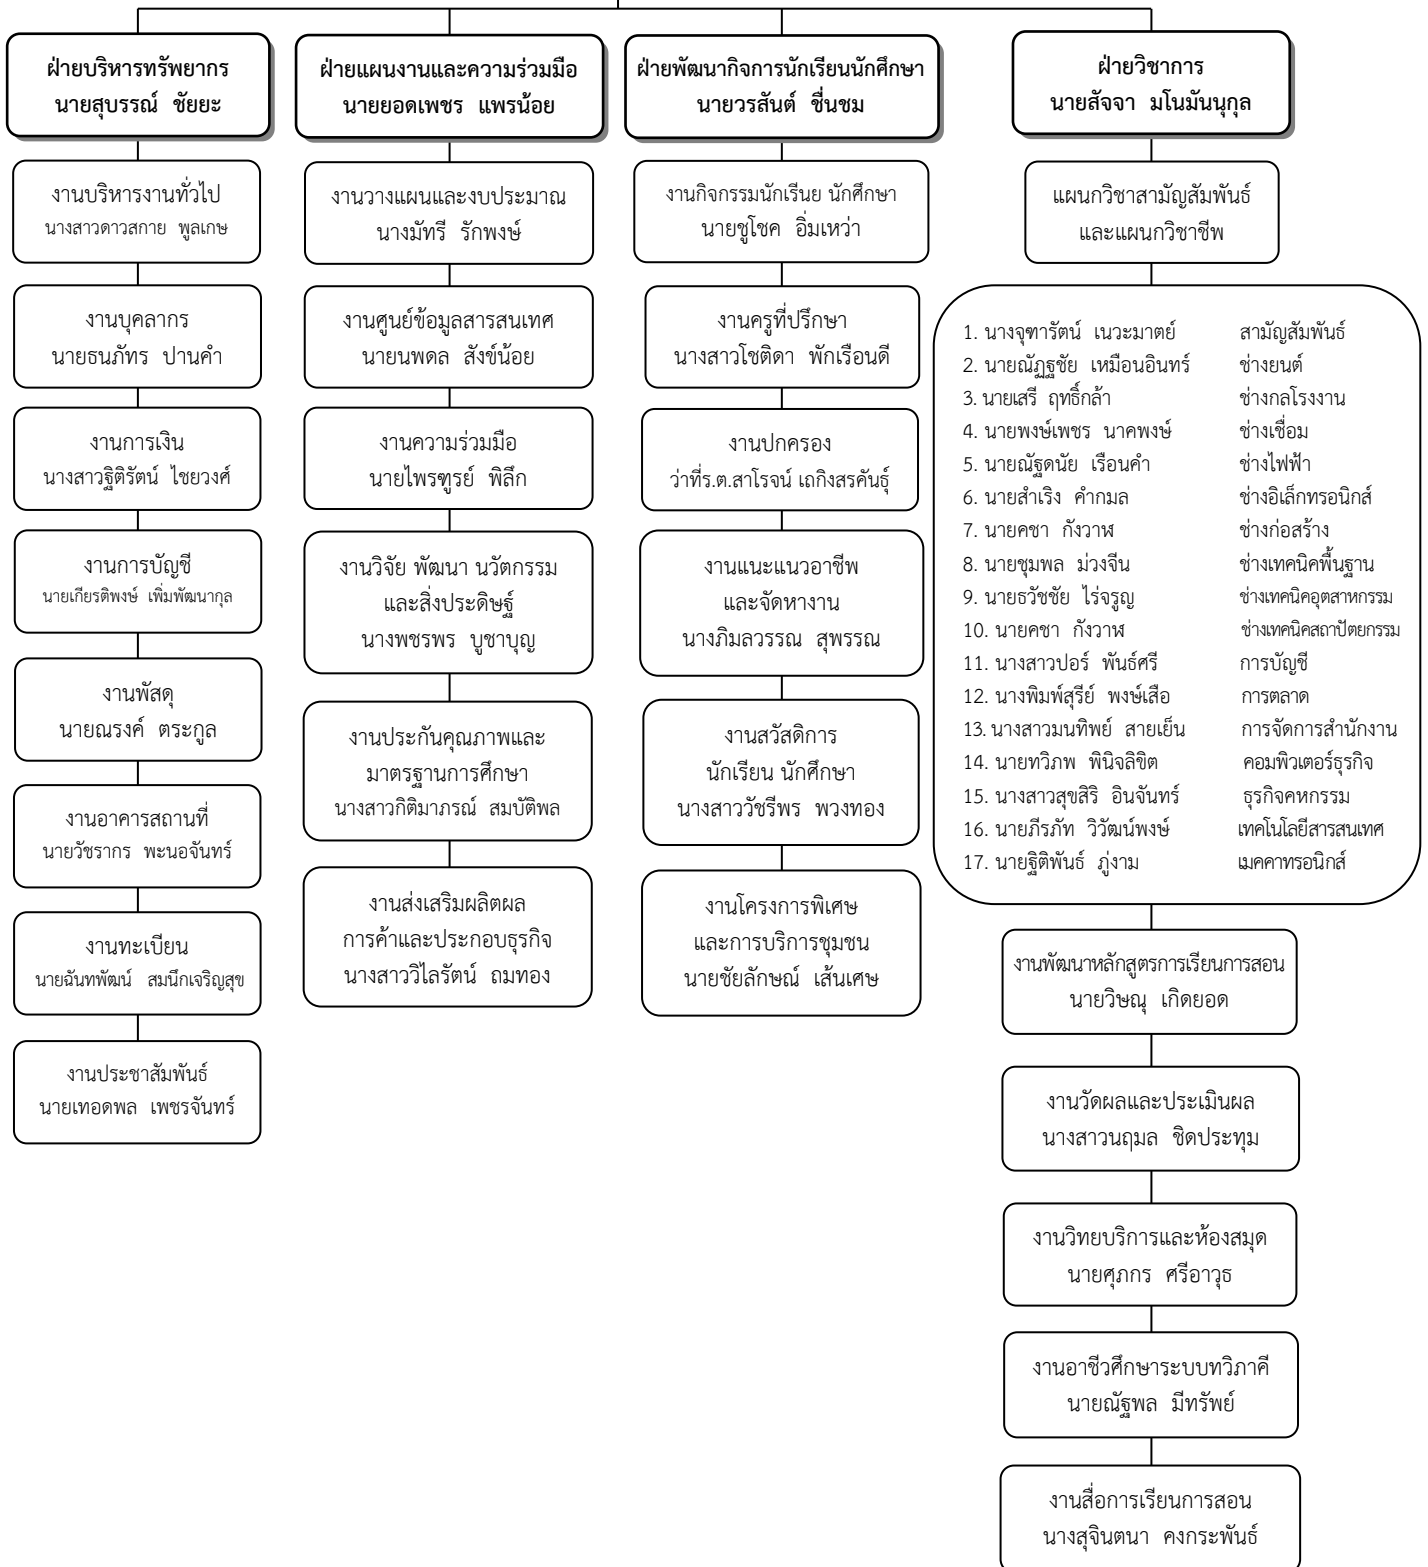 ฝ่ายบริหารทรัพยากร
นายสุบรรณ์ ชัยยะ
งานบริหารงานทั่วไป
นางสาวดาวสกาย พูลเกษ
งานบุคลากร
นายธนภัทร ปานคำ
งานการเงิน
นางสาวฐิติรัตน์ ไชยวงศ์
งานการบัญชี
นายเกียรติพงษ์ เพิ่มพัฒนากุล
งานพัสดุ
นายณรงค์ ตระกูล
งานอาคารสถานที่
นายวัชรากร พะนอจันทร์
งานทะเบียน
นายฉันทพัฒน์ สมนึกเจริญสุข
งานประชาสัมพันธ์
นายเทอดพล เพชรจันทร์
ฝ่ายแผนงานและความร่วมมือ
นายยอดเพชร แพรน้อย
งานวางแผนและงบประมาณ
นางมัทรี รักพงษ์
งานศูนย์ข้อมูลสารสนเทศ
นายนพดล สังข์น้อย
งานความร่วมมือ
นายไพรฑูรย์ พิลึก
งานวิจัย พัฒนา นวัตกรรม
และสิ่งประดิษฐ์
นางพชรพร บูชาบุญ
งานประกันคุณภาพและ
มาตรฐานการศึกษา
นางสาวกิติมาภรณ์ สมบัติพล
งานส่งเสริมผลิตผล
การค้าและประกอบธุรกิจ
นางสาววิไลรัตน์ ถมทอง
ฝ่ายพัฒนากิจการนักเรียนนักศึกษา
นายวรสันต์ ชื่นชม
งานกิจกรรมนักเรีนย นักศึกษา
นายชูโชค อิ่มเหว่า
งานครูที่ปรึกษา
นางสาวโชติดา พักเรือนดี
งานปกครอง
ว่าที่ร.ต.สาโรจน์ เถกิงสรคันธุ์
งานแนะแนวอาชีพ
และจัดหางาน
นางภิมลวรรณ สุพรรณ
งานสวัสดิการ
นักเรียน นักศึกษา
นางสาววัชรีพร พวงทอง
งานโครงการพิเศษ
และการบริการชุมชน
นายชัยลักษณ์ เส้นเศษ
ฝ่ายวิชาการ
นายสัจจา มโนมันนุกุล
แผนกวิชาสามัญสัมพันธ์
และแผนกวิชาชีพ
1. นางจุฑารัตน์ เนวะมาตย์ สามัญสัมพันธ์
2. นายณัฏฐชัย เหมือนอินทร์ ช่างยนต์
3. นายเสรี ฤทธิ์กล้า ช่างกลโรงงาน
4. นายพงษ์เพชร นาคพงษ์ ช่างเชื่อม
5. นายณัฐดนัย เรือนคำ ช่างไฟฟ้า
6. นายสำเริง คำกมล ช่างอิเล็กทรอนิกส์
7. นายคชา กังวาฬ ช่างก่อสร้าง
8. นายชุมพล ม่วงจีน ช่างเทคนิคพื้นฐาน
9. นายธวัชชัย ไร่จรูญ ช่างเทคนิคอุตสาหกรรม
10. นายคชา กังวาฬ ช่างเทคนิคสถาปัตยกรรม
11. นางสาวปอร์ พันธ์ศรี การบัญชี
12. นางพิมพ์สุรีย์ พงษ์เสือ การตลาด
13. นางสาวมนทิพย์ สายเย็น การจัดการสำนักงาน
14. นายทวิภพ พินิจลิขิต คอมพิวเตอร์ธุรกิจ
15. นางสาวสุขสิริ อินจันทร์ ธุรกิจคหกรรม
16. นายภีรภัท วิวัฒน์พงษ์ เทคโนโลยีสารสนเทศ
17. นายฐิติพันธ์ ภู่งาม เมคคาทรอนิกส์
งานพัฒนาหลักสูตรการเรียนการสอน
นายวิษณุ เกิดยอด
งานวัดผลและประเมินผล
นางสาวนฤมล ชิดประทุม
งานวิทยบริการและห้องสมุด
นายศุภกร ศรีอาวุธ
งานอาชีวศึกษาระบบทวิภาคี
นายณัฐพล มีทรัพย์
งานสื่อการเรียนการสอน
นางสุจินตนา คงกระพันธ์